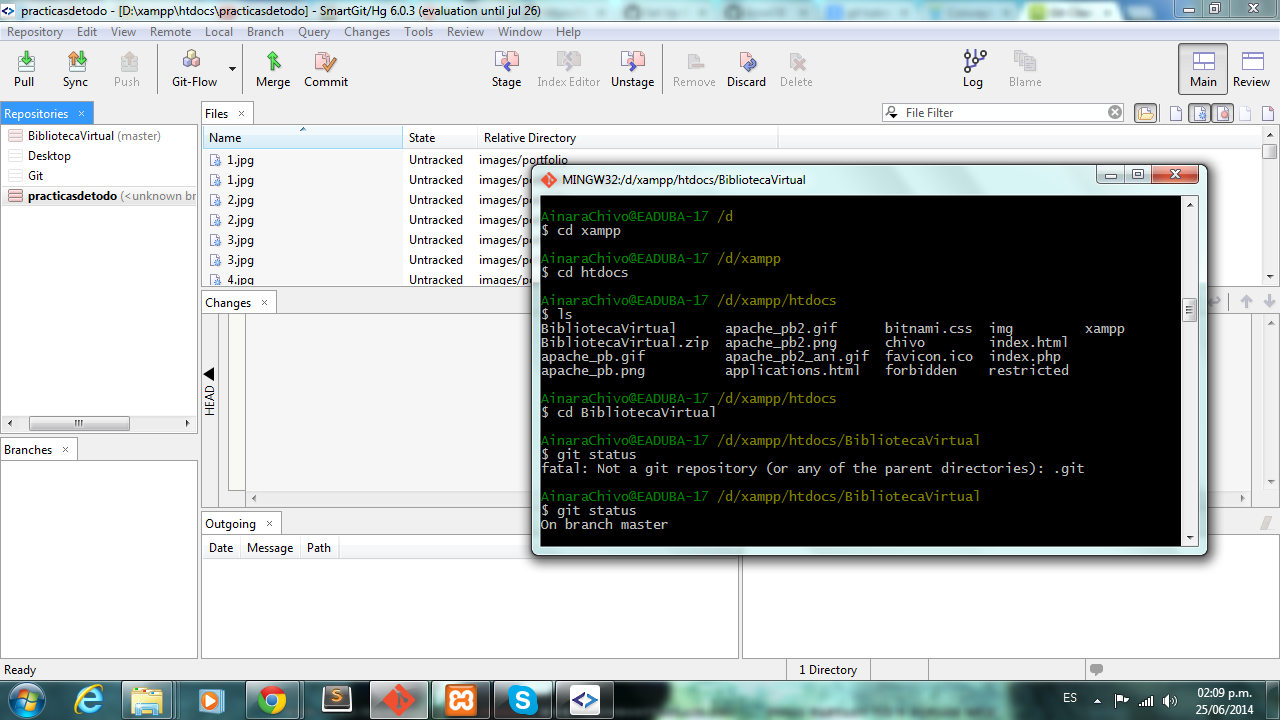 practicasdetodo - [D:\xampp\htdocs\practicasdetodo] - SmartGit/Hg 6.0.3 (evaluation until jul 26)
Repository Edit View Remote Local Branch Query Changes Tools Review Window Help
Pull Sync Push Git-Flow Merge Commit Stage Index Editor Unstage Remove Discard Delete Log Blame Main Review
Repositories
BibliotecaVirtual (master)
Desktop
Git
practicasdetodo (<unknown br
Branches
Files
File Filter
Name State Relative Directory
1.jpg Untracked images/portfolio
1.jpg Untracked images/po
2.jpg Untracked images/po
2.jpg Untracked images/po
3.jpg Untracked images/po
3.jpg Untracked images/po
4.jpg Untracked images/po
Changes
HEAD
Outgoing
Date Message Path
MINGW32:/d/xampp/htdocs/BibliotecaVirtual
AinaraChivo@EADUBA-17 /d
$ cd xampp
AinaraChivo@EADUBA-17 /d/xampp
$ cd htdocs
AinaraChivo@EADUBA-17 /d/xampp/htdocs
$ ls
BibliotecaVirtual apache_pb2.gif bitnami.css img xampp
BibliotecaVirtual.zip apache_pb2.png chivo index.html
apache_pb.gif apache_pb2_ani.gif favicon.ico index.php
apache_pb.png applications.html forbidden restricted
AinaraChivo@EADUBA-17 /d/xampp/htdocs
$ cd BibliotecaVirtual
AinaraChivo@EADUBA-17 /d/xampp/htdocs/BibliotecaVirtual
$ git status
fatal: Not a git repository (or any of the parent directories): .git
AinaraChivo@EADUBA-17 /d/xampp/htdocs/BibliotecaVirtual
$ git status
On branch master
Ready
1 Directory
ES
02:09 p.m.
25/06/2014